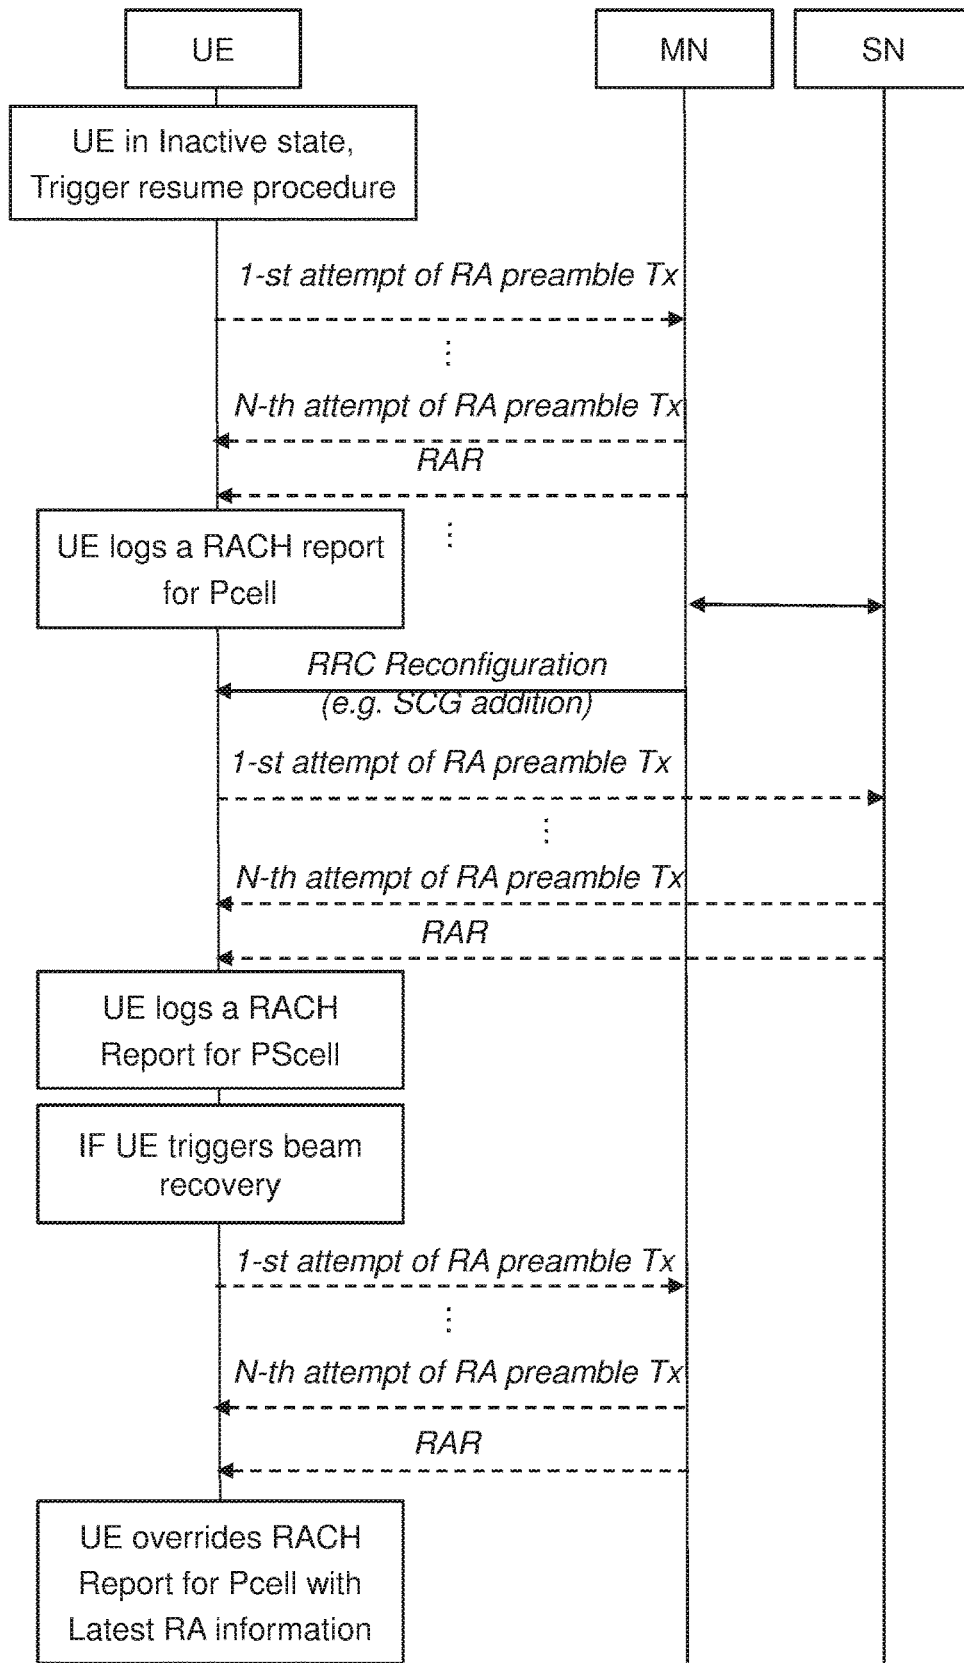 UE
MN
SN
UE in Inactive state,
Trigger resume procedure
1-st attempt of RA preamble Tx
N-th attempt of RA preamble Tx
RAR
UE logs a RACH report
for Pcell
RRC Reconfiguration
(e.g. SCG addition)
1-st attempt of RA preamble Tx
N-th attempt of RA preamble Tx
RAR
UE logs a RACH
Report for PScell
IF UE triggers beam
recovery
1-st attempt of RA preamble Tx
N-th attempt of RA preamble Tx
RAR
UE overrides RACH
Report for Pcell with
Latest RA information